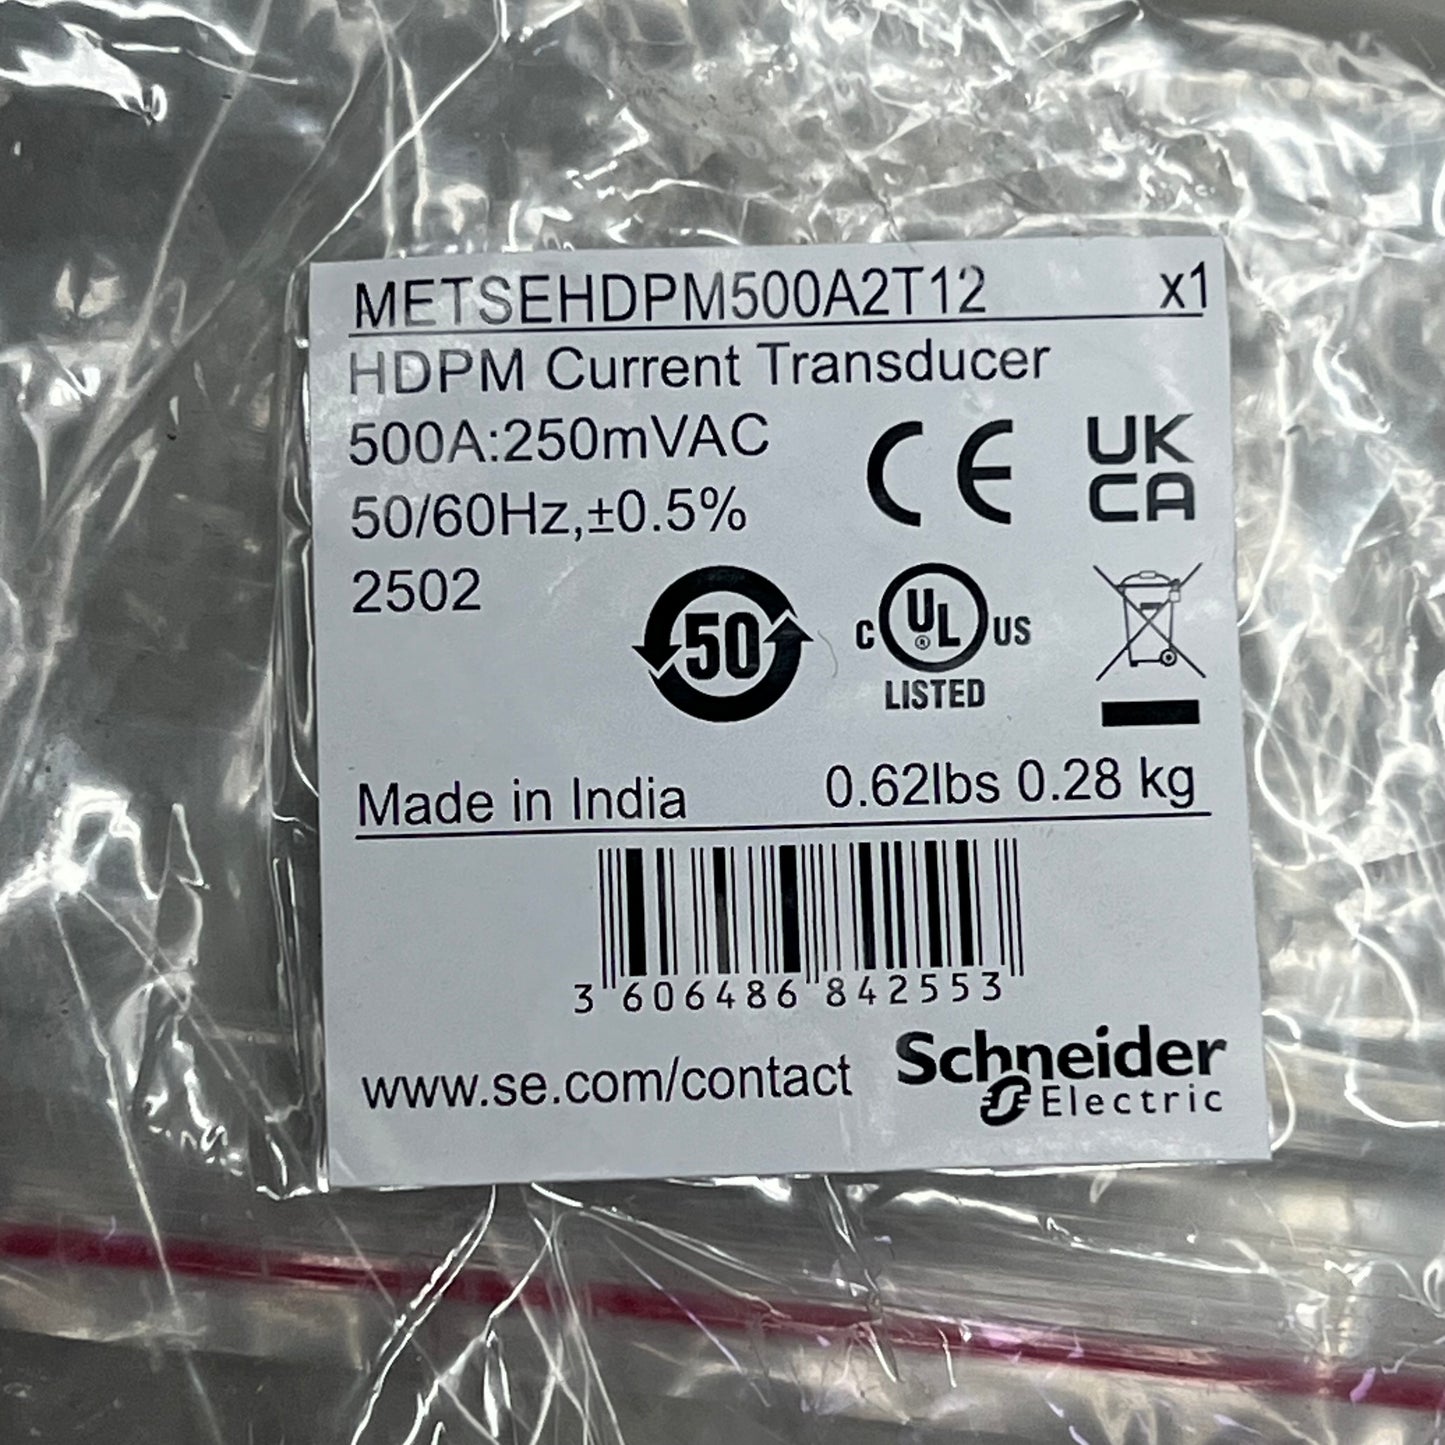 METSEHDPM500A2T12 x1
HDPM Current Transducer
500A:250mVAC
50/60Hz,±0.5%
2502
CE
UK
CA
50
C UL® US
LISTED
Made in India 0.62lbs 0.28 kg
3 606486 842553
www.se.com/contact
Schneider
Electric